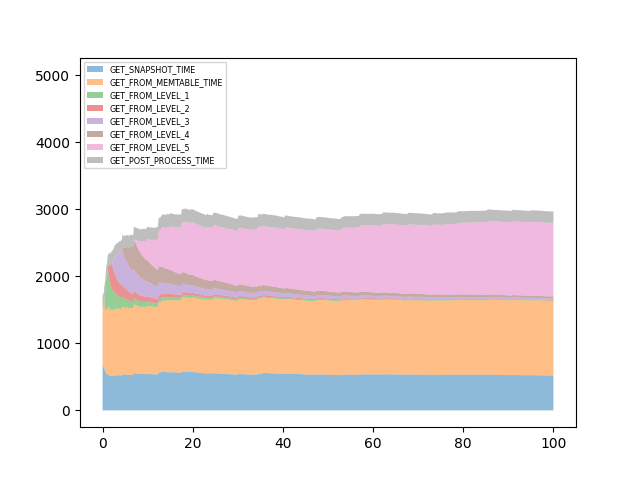 5000
4000
3000
2000
1000
0
GET_SNAPSHOT_TIME
GET_FROM_MEMTABLE_TIME
GET_FROM_LEVEL_1
GET_FROM_LEVEL_2
GET_FROM_LEVEL_3
GET_FROM_LEVEL_4
GET_FROM_LEVEL_5
GET_POST_PROCESS_TIME
0 20 40 60 80 100